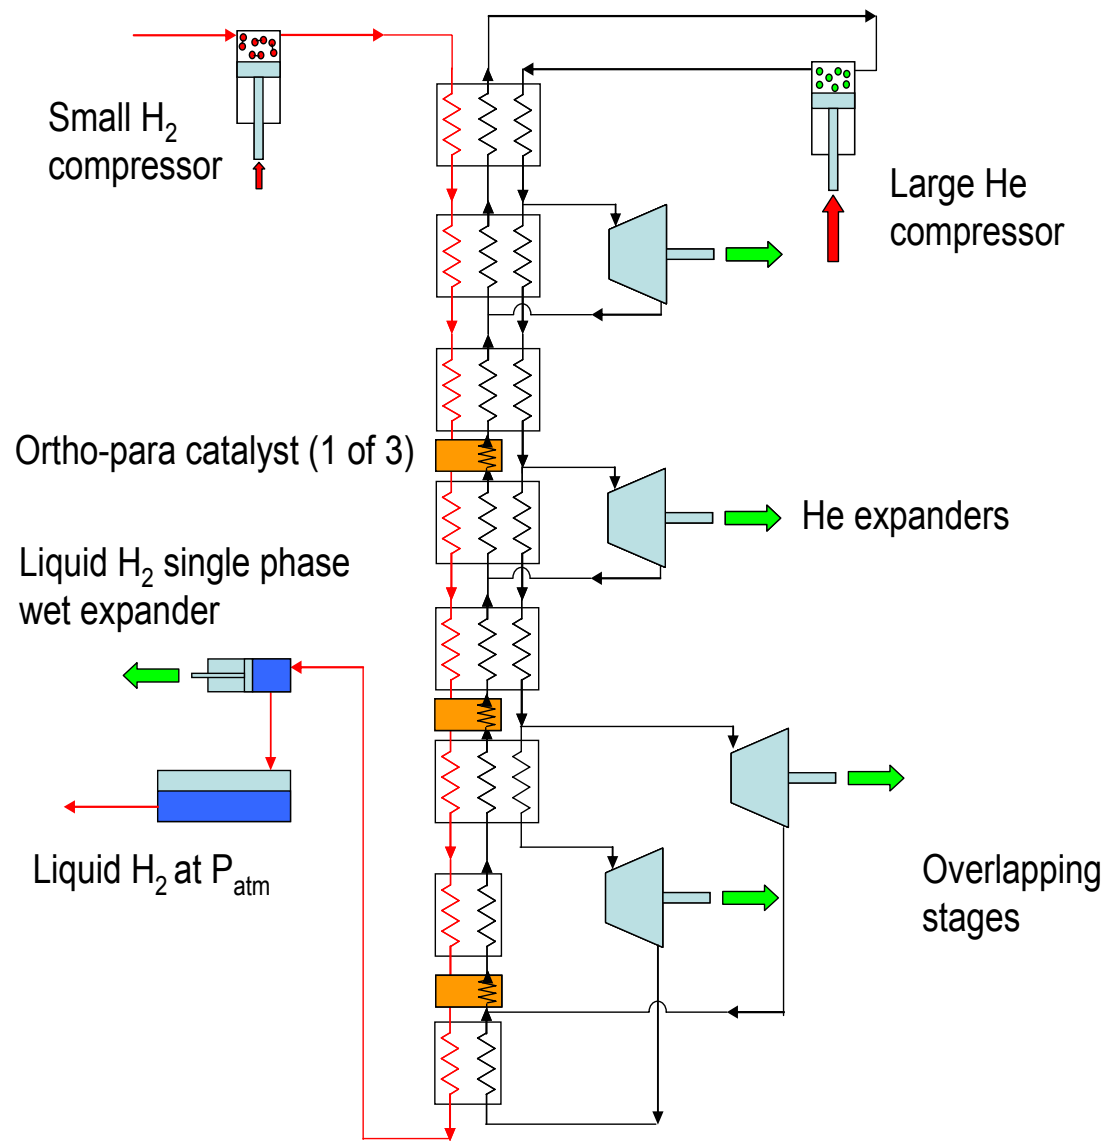 Small H₂
compressor
Large He
compressor
Ortho-para catalyst (1 of 3)
He expanders
Liquid H₂ single phase
wet expander
Liquid H₂ at Pₐₜₘ
Overlapping
stages